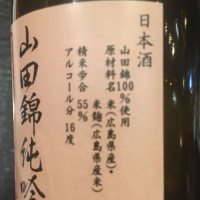 日本酒
山田錦100%使用
原材料名 米(広島県産)・
米麹(広島県産米)
精米歩合 55%
アルコール分 16度
山田錦純吟